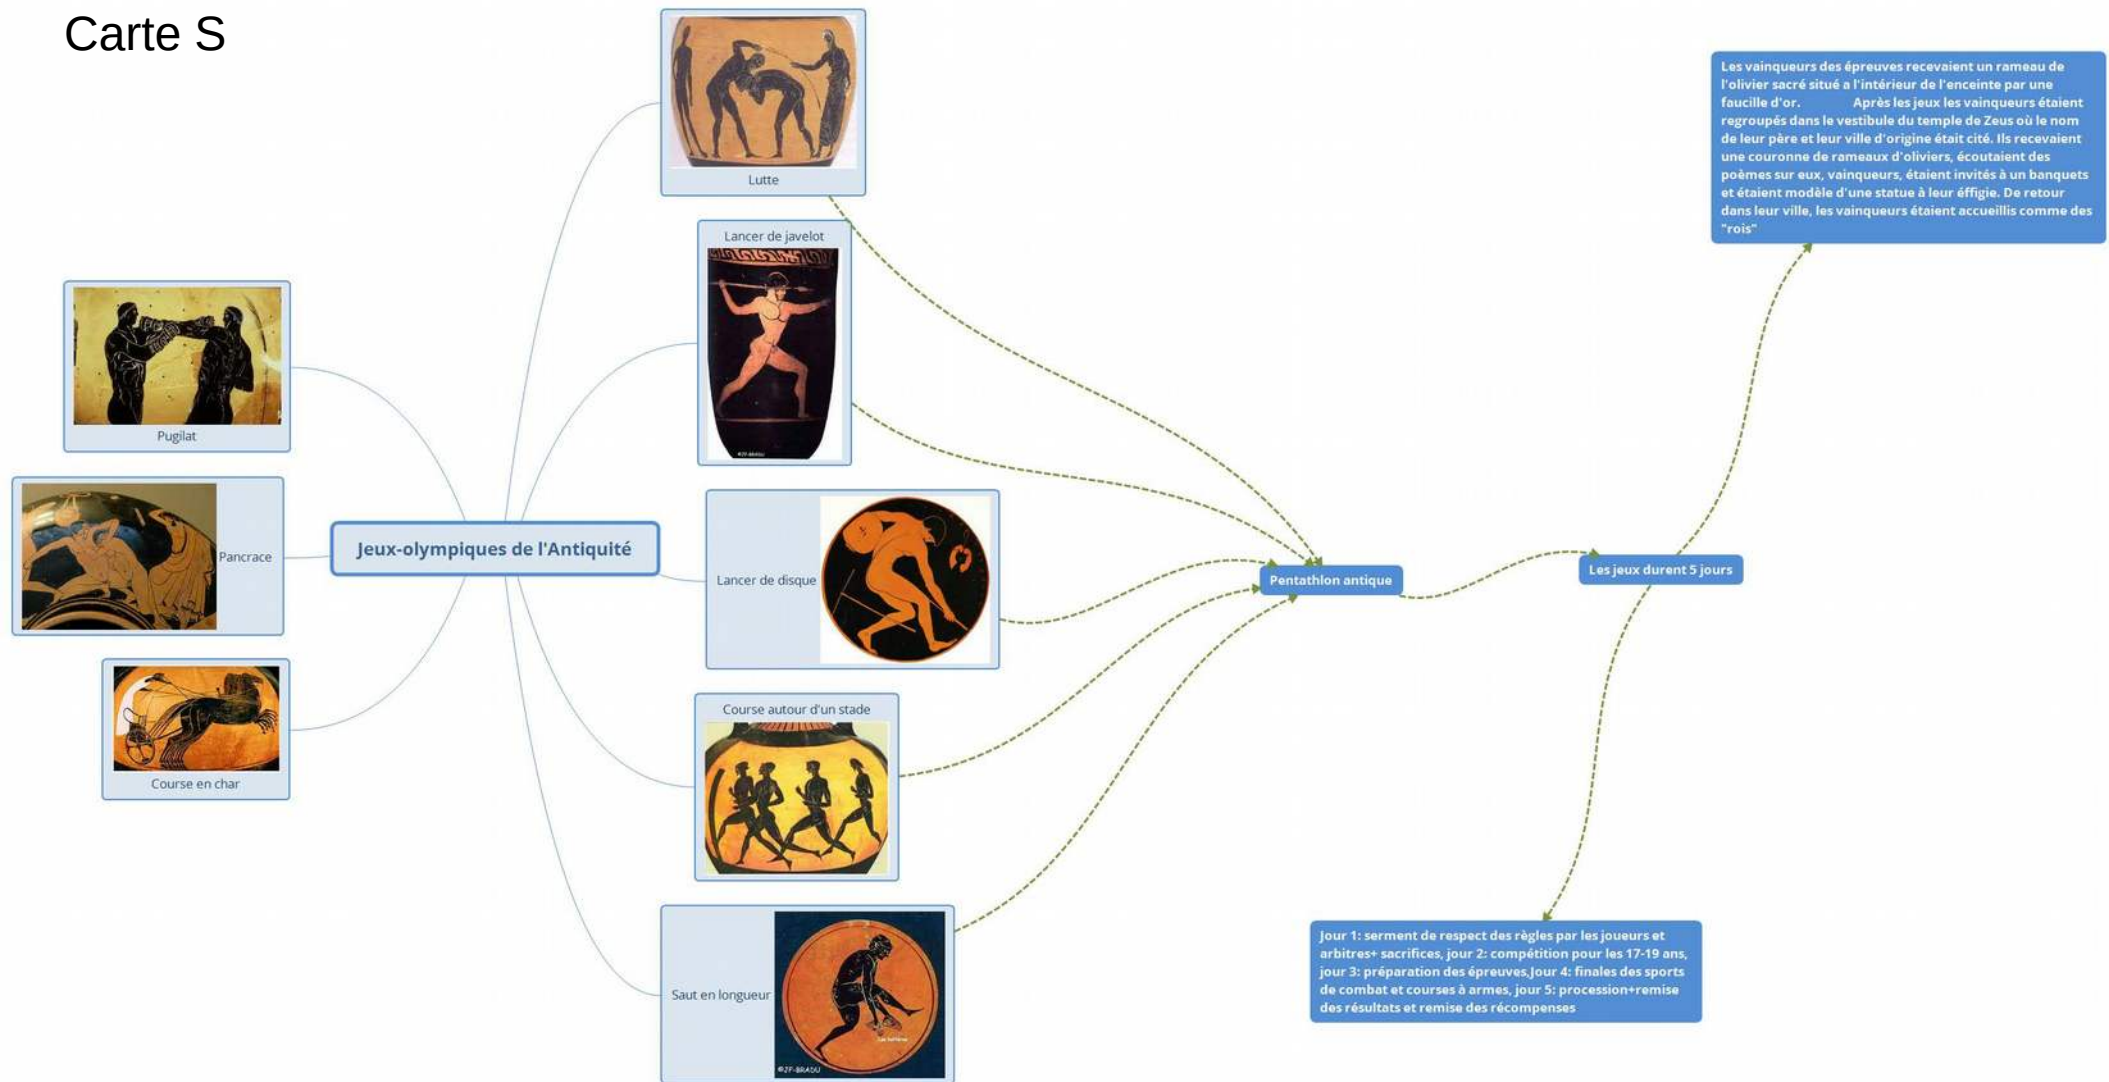 Carte S
Lutte
Lancer de javelot
©JF-BRADU
Pugilat
Pancrace
Jeux-olympiques de l'Antiquité
Lancer de disque
Course en char
Course autour d'un stade
Saut en longueur
©JF-BRADU
Pentathlon antique
Les jeux durent 5 jours
Les vainqueurs des épreuves recevaient un rameau de
l'olivier sacré situé a l'intérieur de l'enceinte par une
faucille d'or. Après les jeux les vainqueurs étaient
regroupés dans le vestibule du temple de Zeus où le nom
de leur père et leur ville d'origine était cité. Ils recevaient
une couronne de rameaux d'oliviers, écoutaient des
poèmes sur eux, vainqueurs, étaient invités à un banquets
et étaient modèle d'une statue à leur éffigie. De retour
dans leur ville, les vainqueurs étaient accueillis comme des
"rois"
Jour 1: serment de respect des règles par les joueurs et
arbitres+ sacrifices, jour 2: compétition pour les 17-19 ans,
jour 3: préparation des épreuves,Jour 4: finales des sports
de combat et courses à armes, jour 5: procession+remise
des résultats et remise des récompenses